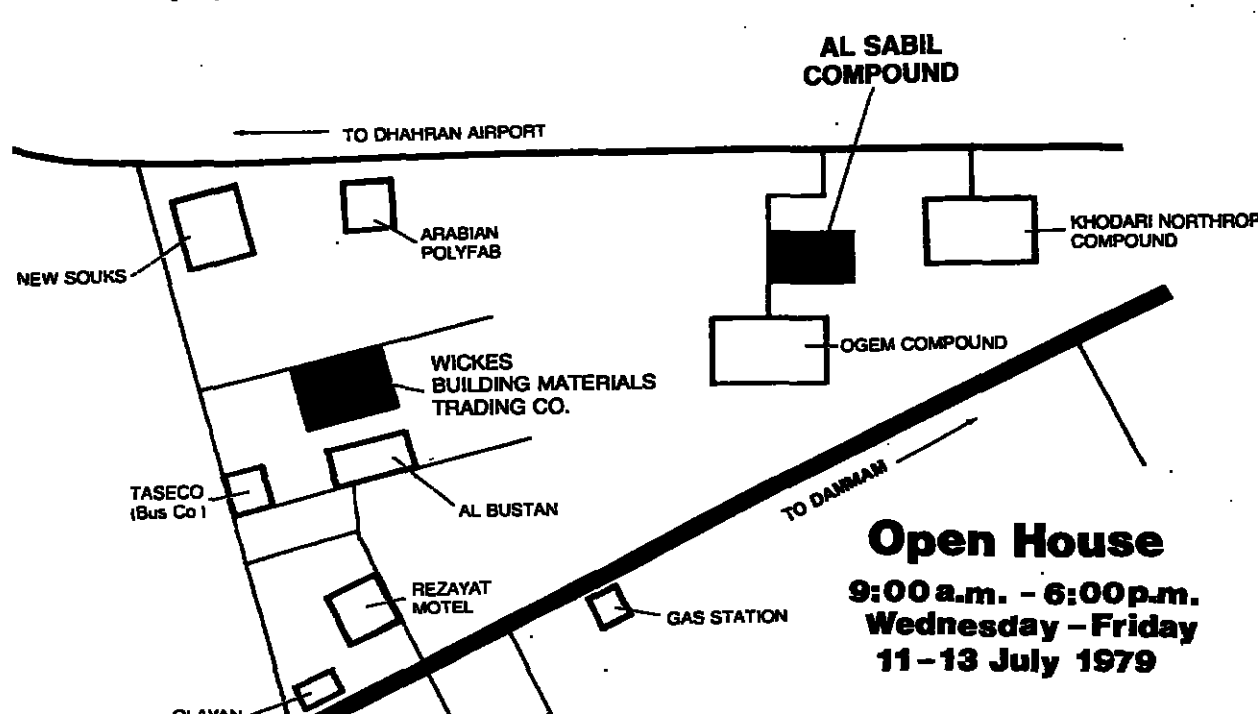 AL SABIL
COMPOUND
TO DHAHRAN AIRPORT
ARABIAN
POLYFAB
KHODARI NORTHROP
COMPOUND
NEW SOUKS
OGEM COMPOUND
WICKES
BUILDING MATERIALS
TRADING CO.
TASECO
(Bus Co)
AL BUSTAN
TO DAMMAM
Open House
9:00 a.m. – 6:00 p.m.
Wednesday – Friday
11–13 July 1979
REZAYAT
MOTEL
GAS STATION
OLAYAN